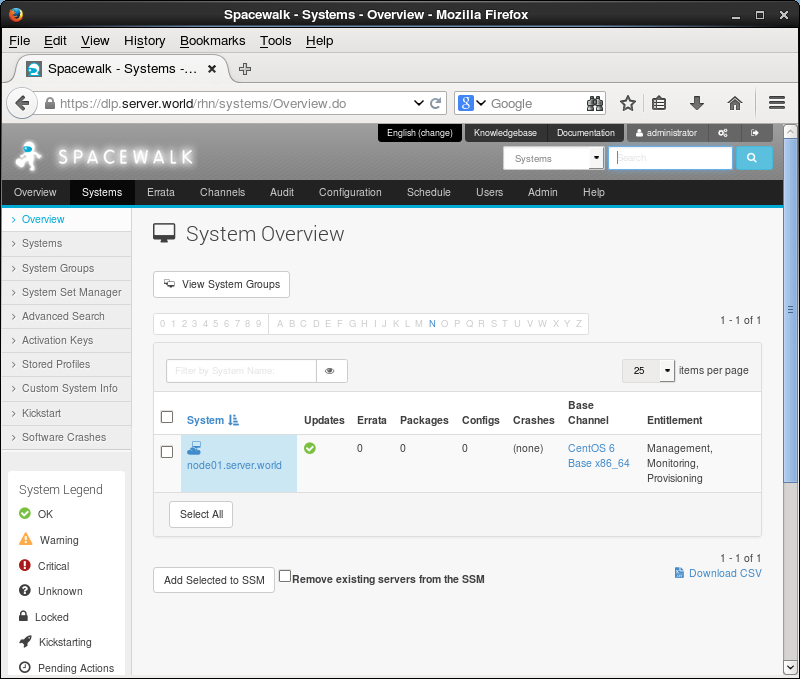 Spacewalk - Systems - Overview - Mozilla Firefox
File Edit View History Bookmarks Tools Help
Spacewalk - Systems -...
https://dlp.server.world/rhn/systems/Overview.do
Google
English (change) Knowledgebase Documentation administrator
SPACEWALK
Systems
Search
Overview Systems Errata Channels Audit Configuration Schedule Users Admin Help
Overview
Systems
System Groups
System Set Manager
Advanced Search
Activation Keys
Stored Profiles
Custom System Info
Kickstart
Software Crashes
System Legend
OK
Warning
Critical
Unknown
Locked
Kickstarting
Pending Actions
System Overview
View System Groups
0 1 2 3 4 5 6 7 8 9 A B C D E F G H I J K L M N O P Q R S T U V W X Y Z
1 - 1 of 1
Filter by System Name:
25 items per page
System Updates Errata Packages Configs Crashes Base Channel Entitlement
node01.server.world 0 0 0 (none) CentOS 6 Base x86_64 Management, Monitoring, Provisioning
Select All
1 - 1 of 1
Download CSV
Add Selected to SSM Remove existing servers from the SSM